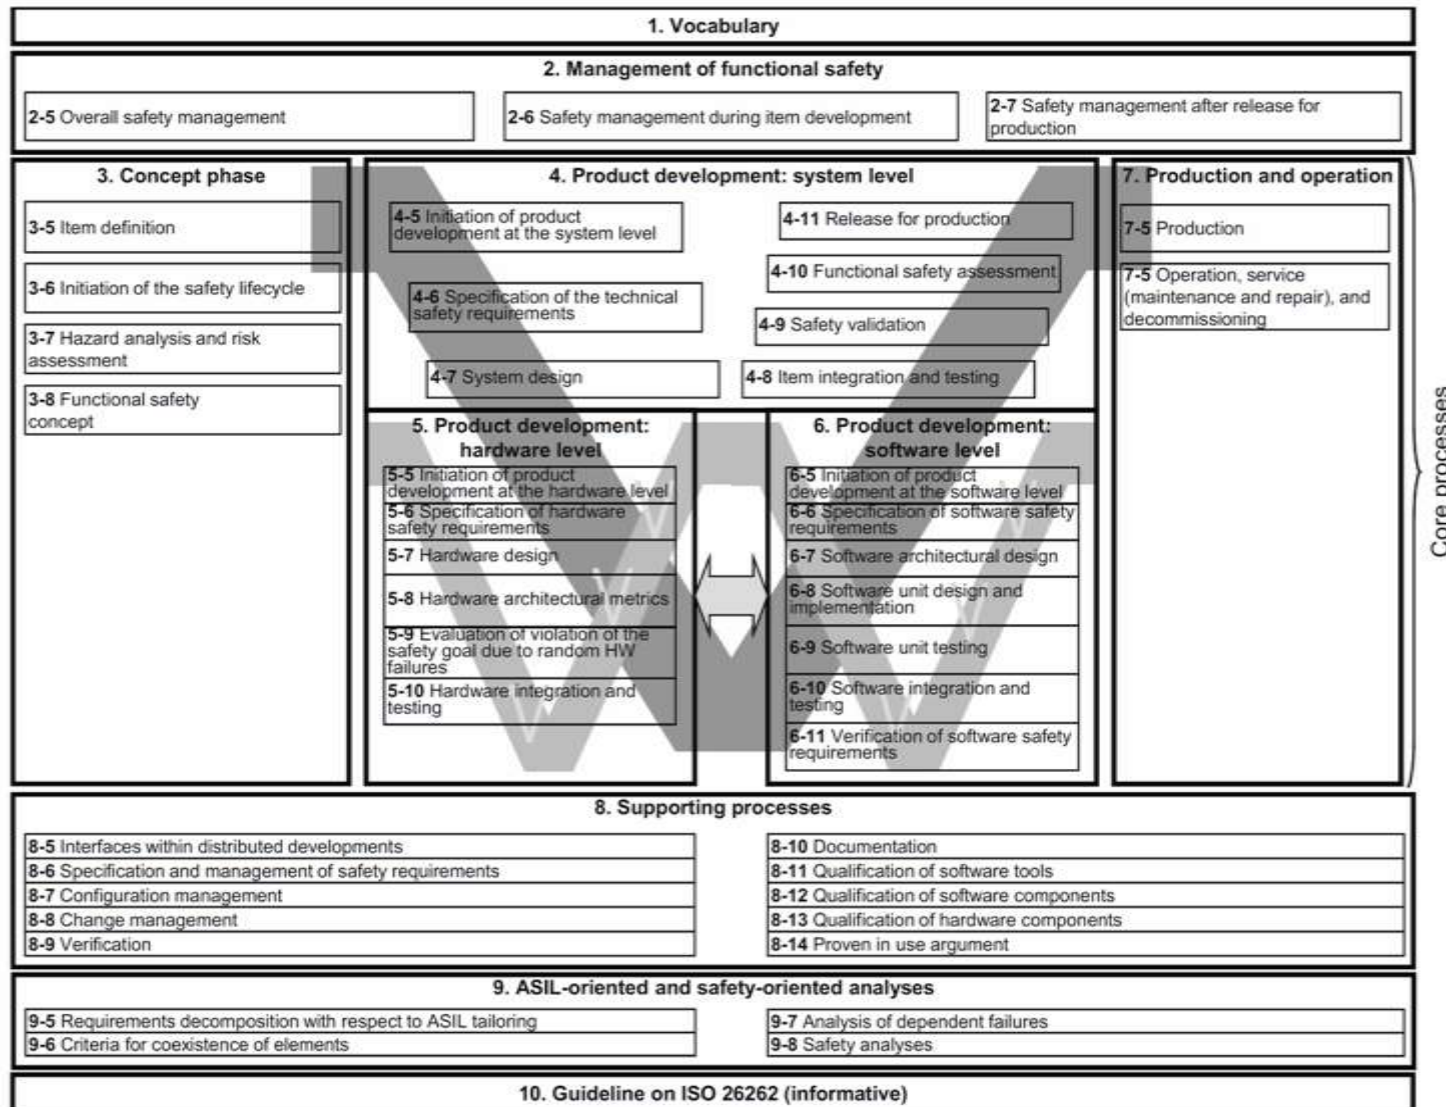 1. Vocabulary
2. Management of functional safety
2-5 Overall safety management
2-6 Safety management during item development
2-7 Safety management after release for
production
3. Concept phase
3-5 Item definition
3-6 Initiation of the safety lifecycle
3-7 Hazard analysis and risk
assessment
3-8 Functional safety
concept
4. Product development: system level
4-5 Initiation of product
development at the system level
4-6 Specification of the technical
safety requirements
4-7 System design
4-11 Release for production
4-10 Functional safety assessment
4-9 Safety validation
4-8 Item integration and testing
7. Production and operation
7-5 Production
7-5 Operation, service
(maintenance and repair), and
decommissioning
5. Product development:
hardware level
5-5 Initiation of product
development at the hardware level
5-6 Specification of hardware
safety requirements
5-7 Hardware design
5-8 Hardware architectural metrics
5-9 Evaluation of violation of the
safety goal due to random HW
failures
5-10 Hardware integration and
testing
6. Product development:
software level
6-5 Initiation of product
development at the software level
6-6 Specification of software safety
requirements
6-7 Software architectural design
6-8 Software unit design and
implementation
6-9 Software unit testing
6-10 Software integration and
testing
6-11 Verification of software safety
requirements
Core processes
8. Supporting processes
8-5 Interfaces within distributed developments
8-6 Specification and management of safety requirements
8-7 Configuration management
8-8 Change management
8-9 Verification
8-10 Documentation
8-11 Qualification of software tools
8-12 Qualification of software components
8-13 Qualification of hardware components
8-14 Proven in use argument
9. ASIL-oriented and safety-oriented analyses
9-5 Requirements decomposition with respect to ASIL tailoring
9-6 Criteria for coexistence of elements
9-7 Analysis of dependent failures
9-8 Safety analyses
10. Guideline on ISO 26262 (informative)